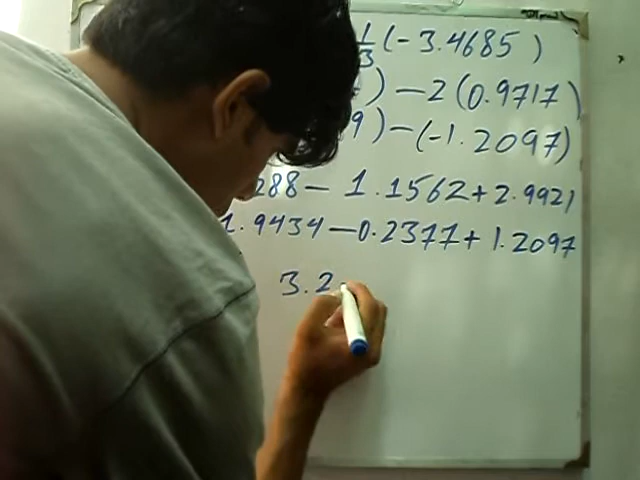 1/3 (-3.4685)
) - 2(0.9717)
9) - (-1.2097)
288 - 1.1562 + 2.9921
1.9434 - 0.2377 + 1.2097
3.2